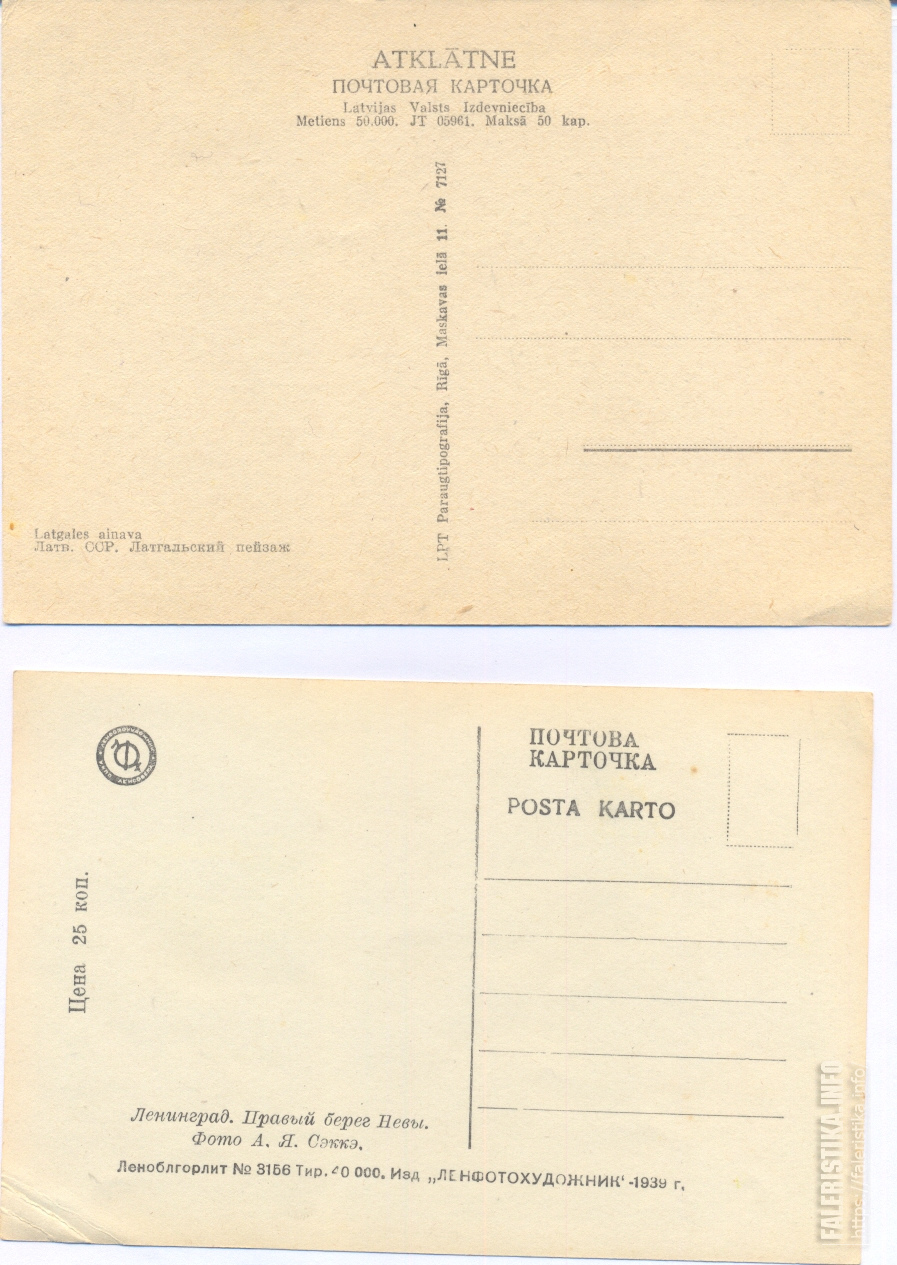 ATKLĀTNE
ПОЧТОВАЯ КАРТОЧКА
Latvijas Valsts Izdevniecība
Metiens 50.000. JT 05961. Maksā 50 kap.
LPT Paraugtipografija, Rīgā, Maskavas ielā 11. № 7127
Latgales ainava
Латв. ССР. Латгальский пейзаж
ПОЧТОВА
КАРТОЧКА
POSTA KARTO
Цена 25 коп.
Ленинград. Правый берег Невы.
Фото А. Я. Сэккэ.
Леноблгорлит № 3156 Тир. 40 000. Изд „ЛЕНФОТОХУДОЖНИК‘-1939 г.
FALERISTIKA.INFO
https://faleristika.info